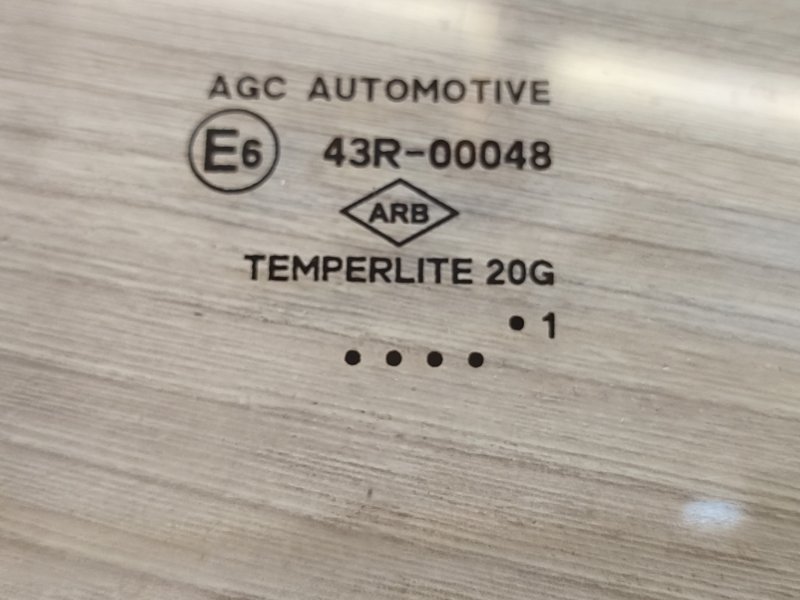 AGC AUTOMOTIVE
E6 43R-00048
ARB
TEMPERLITE 20G
• 1
• • • •